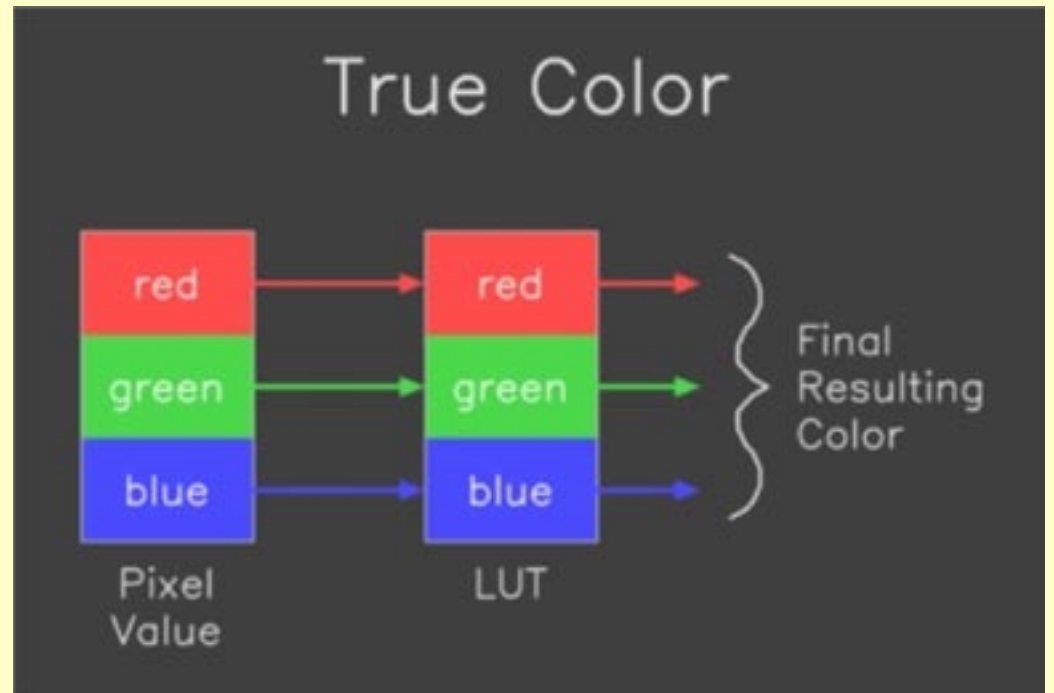 True Color
red
red
green
green
blue
blue
Final
Resulting
Color
Pixel
Value
LUT